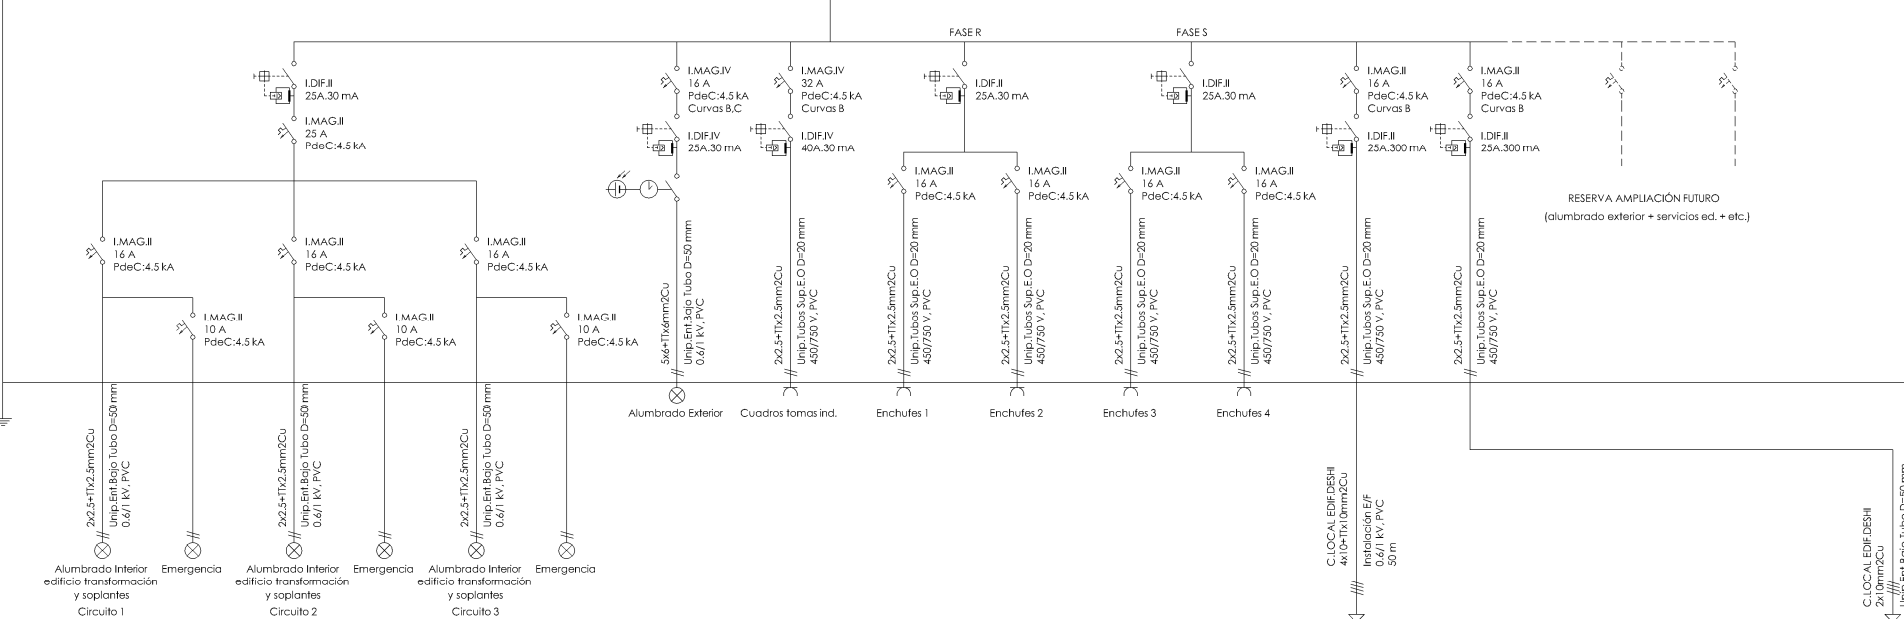 FASE R
FASE S
I.DIF.II
25A.30 mA
I.MAG.II
25 A
PdeC:4.5 kA
I.MAG.IV
16 A
PdeC:4.5 kA
Curvas B,C
I.DIF.IV
25A.30 mA
I.MAG.IV
32 A
PdeC:4.5 kA
Curvas B
I.DIF.IV
40A.30 mA
I.DIF.II
25A.30 mA
I.MAG.II
16 A
PdeC:4.5 kA
I.MAG.II
16 A
PdeC:4.5 kA
I.DIF.II
25A.30 mA
I.MAG.II
16 A
PdeC:4.5 kA
I.MAG.II
16 A
PdeC:4.5 kA
I.MAG.II
16 A
PdeC:4.5 kA
Curvas B
I.DIF.II
25A.300 mA
I.MAG.II
16 A
PdeC:4.5 kA
Curvas B
I.DIF.II
25A.300 mA
RESERVA AMPLIACIÓN FUTURO
(alumbrado exterior + servicios ed. + etc.)
I.MAG.II
16 A
PdeC:4.5 kA
I.MAG.II
16 A
PdeC:4.5 kA
I.MAG.II
16 A
PdeC:4.5 kA
I.MAG.II
10 A
PdeC:4.5 kA
I.MAG.II
10 A
PdeC:4.5 kA
I.MAG.II
10 A
PdeC:4.5 kA
5x6+TTx6mm2Cu
Unip.Ent.Bajo Tubo D=50 mm
0.6/1 kV, PVC
2x2.5+TTx2.5mm2Cu
Unip.Tubos Sup.E.O D=20 mm
450/750 V, PVC
2x2.5+TTx2.5mm2Cu
Unip.Tubos Sup.E.O D=20 mm
450/750 V, PVC
2x2.5+TTx2.5mm2Cu
Unip.Tubos Sup.E.O D=20 mm
450/750 V, PVC
2x2.5+TTx2.5mm2Cu
Unip.Tubos Sup.E.O D=20 mm
450/750 V, PVC
2x2.5+TTx2.5mm2Cu
Unip.Tubos Sup.E.O D=20 mm
450/750 V, PVC
2x2.5+TTx2.5mm2Cu
Unip.Tubos Sup.E.O D=20 mm
450/750 V, PVC
2x2.5+TTx2.5mm2Cu
Unip.Tubos Sup.E.O D=20 mm
450/750 V, PVC
Alumbrado Exterior
Cuadros tomas ind.
Enchufes 1
Enchufes 2
Enchufes 3
Enchufes 4
2x2.5+TTx2.5mm2Cu
Unip.Ent.Bajo Tubo D=50 mm
0.6/1 kV, PVC
2x2.5+TTx2.5mm2Cu
Unip.Ent.Bajo Tubo D=50 mm
0.6/1 kV, PVC
2x2.5+TTx2.5mm2Cu
Unip.Ent.Bajo Tubo D=50 mm
0.6/1 kV, PVC
C.LOCAL EDIF.DESHI
4x10+TTx10mm2Cu
Instalación E/F
0.6/1 kV, PVC
50 m
C.LOCAL EDIF.DESHI
2x10mm2Cu
Unip.Ent.Bajo Tubo D=50 mm
Alumbrado Interior
edificio transformación
y soplantes
Circuito 1
Emergencia
Alumbrado Interior
edificio transformación
y soplantes
Circuito 2
Emergencia
Alumbrado Interior
edificio transformación
y soplantes
Circuito 3
Emergencia